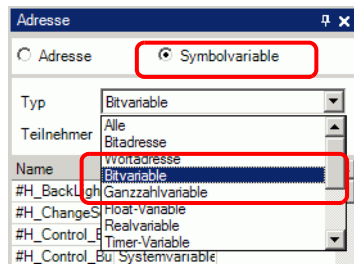 Adresse
Adresse Symbolvariable
Typ Bitvariable
Teilnehmer
Alle
Bitadresse
Wortadresse
Bitvariable
Ganzzahlvariable
Float-Variable
Realvariable
Timer-Variable
Name
#H_BackLigh
#H_ChangeS
#H_Control_B
#H_Control_Bu Systemvariable